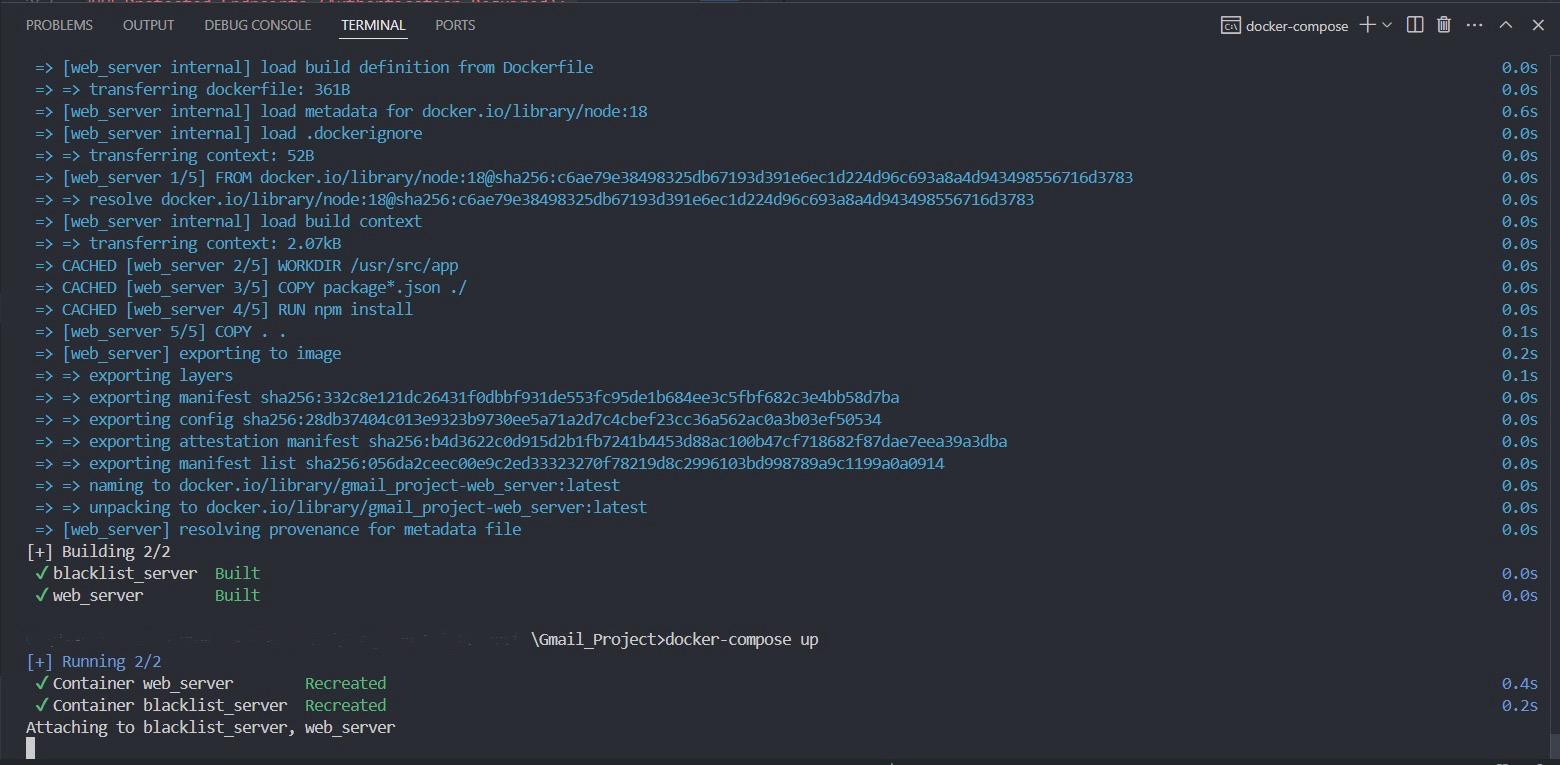 PROBLEMS OUTPUT DEBUG CONSOLE TERMINAL PORTS docker-compose
=> [web_server internal] load build definition from Dockerfile 0.0s
=> => transferring dockerfile: 361B 0.0s
=> [web_server internal] load metadata for docker.io/library/node:18 0.6s
=> [web_server internal] load .dockerignore 0.0s
=> => transferring context: 52B 0.0s
=> [web_server 1/5] FROM docker.io/library/node:18@sha256:c6ae79e38498325db67193d391e6ec1d224d96c693a8a4d943498556716d3783 0.0s
=> => resolve docker.io/library/node:18@sha256:c6ae79e38498325db67193d391e6ec1d224d96c693a8a4d943498556716d3783 0.0s
=> [web_server internal] load build context 0.0s
=> => transferring context: 2.07kB 0.0s
=> CACHED [web_server 2/5] WORKDIR /usr/src/app 0.0s
=> CACHED [web_server 3/5] COPY package*.json ./ 0.0s
=> CACHED [web_server 4/5] RUN npm install 0.0s
=> [web_server 5/5] COPY . . 0.1s
=> [web_server] exporting to image 0.2s
=> => exporting layers 0.1s
=> => exporting manifest sha256:332c8e121dc26431f0dbbf931de553fc95de1b684ee3c5fbf682c3e4bb58d7ba 0.0s
=> => exporting config sha256:28db37404c013e9323b9730ee5a71a2d7c4cbef23cc36a562ac0a3b03ef50534 0.0s
=> => exporting attestation manifest sha256:b4d3622c0d915d2b1fb7241b4453d88ac100b47cf718682f87dae7eea39a3dba 0.0s
=> => exporting manifest list sha256:056da2ceec00e9c2ed33323270f78219d8c2996103bd998789a9c1199a0a0914 0.0s
=> => naming to docker.io/library/gmail_project-web_server:latest 0.0s
=> => unpacking to docker.io/library/gmail_project-web_server:latest 0.0s
=> [web_server] resolving provenance for metadata file 0.0s
[+] Building 2/2
✓ blacklist_server Built 0.0s
✓ web_server Built 0.0s
\Gmail_Project>docker-compose up
[+] Running 2/2
✓ Container web_server Recreated 0.4s
✓ Container blacklist_server Recreated 0.2s
Attaching to blacklist_server, web_server